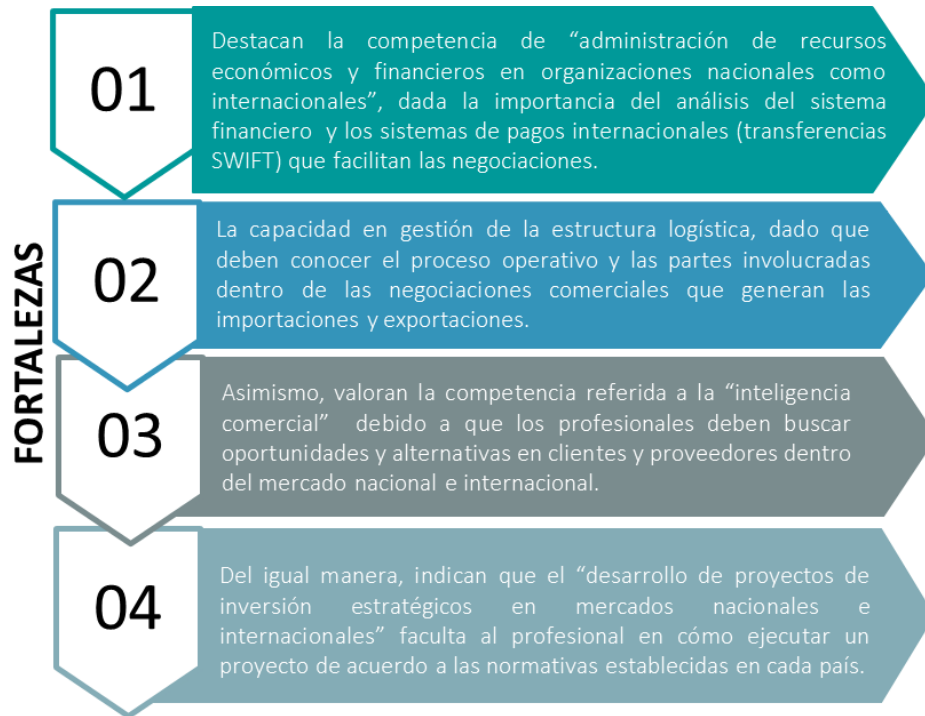 FORTALEZAS
01
Destacan la competencia de “administración de recursos
económicos y financieros en organizaciones nacionales como
internacionales”, dada la importancia del análisis del sistema
financiero y los sistemas de pagos internacionales (transferencias
SWIFT) que facilitan las negociaciones.
02
La capacidad en gestión de la estructura logística, dado que
deben conocer el proceso operativo y las partes involucradas
dentro de las negociaciones comerciales que generan las
importaciones y exportaciones.
03
Asimismo, valoran la competencia referida a la “inteligencia
comercial” debido a que los profesionales deben buscar
oportunidades y alternativas en clientes y proveedores dentro
del mercado nacional e internacional.
04
Del igual manera, indican que el “desarrollo de proyectos de
inversión estratégicos en mercados nacionales e
internacionales” faculta al profesional en cómo ejecutar un
proyecto de acuerdo a las normativas establecidas en cada país.